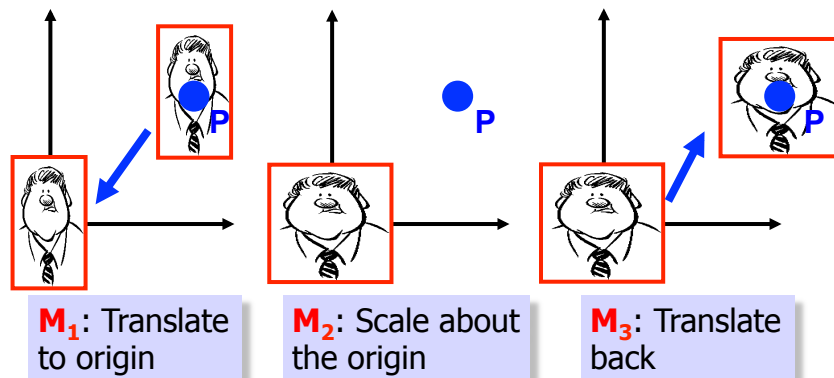 P
P
P
M₁: Translate
to origin
M₂: Scale about
the origin
M₃: Translate
back